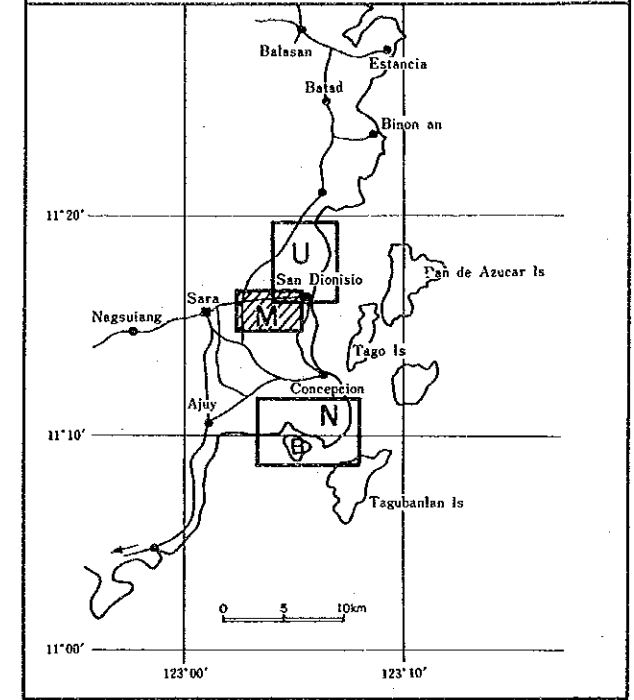 Balasan
Estancia
Batad
Binon an
11°20′
U
Pan de Azucar Is
San Dionisio
Sara
M
Nagsuiang
Tago Is
Concepcion
Ajuy
N
11°10′
B
Tagubanlan Is
0 5 10km
11°00′
123°00′ 123°10′